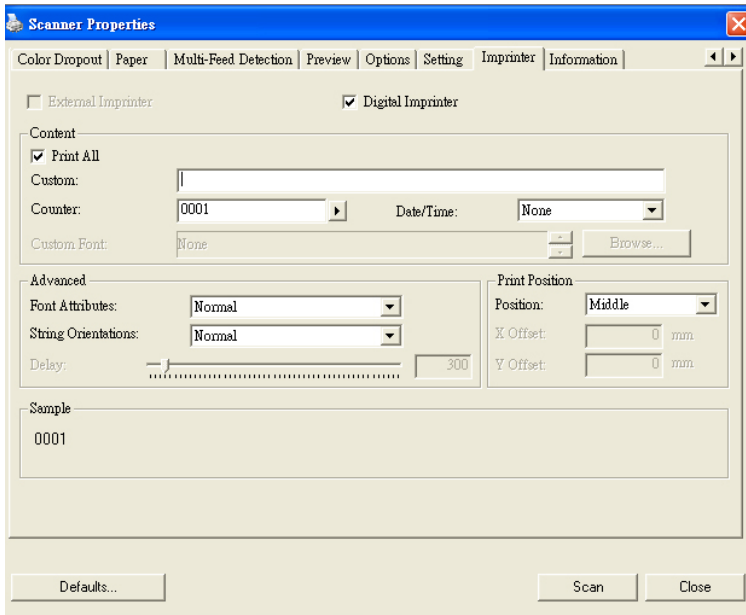 Scanner Properties
Color Dropout Paper Multi-Feed Detection Preview Options Setting Imprinter Information
External Imprinter Digital Imprinter
Content
Print All
Custom:
Counter: 0001 Date/Time: None
Custom Font: None Browse...
Advanced Print Position
Font Attributes: Normal Position: Middle
String Orientations: Normal X Offset: 0 mm
Delay: 300 Y Offset: 0 mm
Sample
0001
Defaults... Scan Close